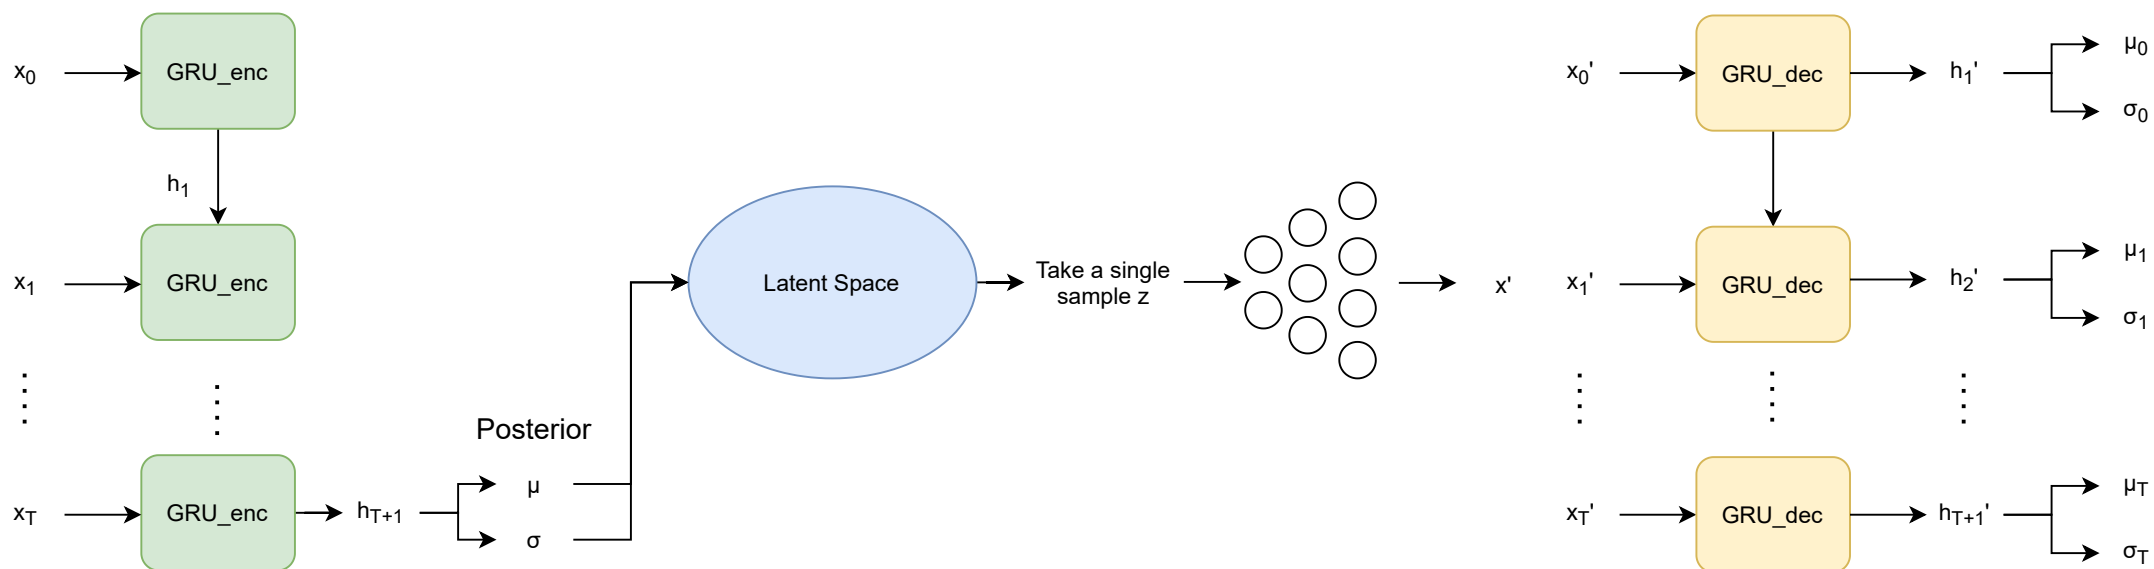 x0
GRU_enc
h1
x1
GRU_enc
xT
GRU_enc
hT+1
Posterior
μ
σ
Latent Space
Take a single
sample z
x'
x0'
GRU_dec
h1'
μ0
σ0
x1'
GRU_dec
h2'
μ1
σ1
xT'
GRU_dec
hT+1'
μT
σT